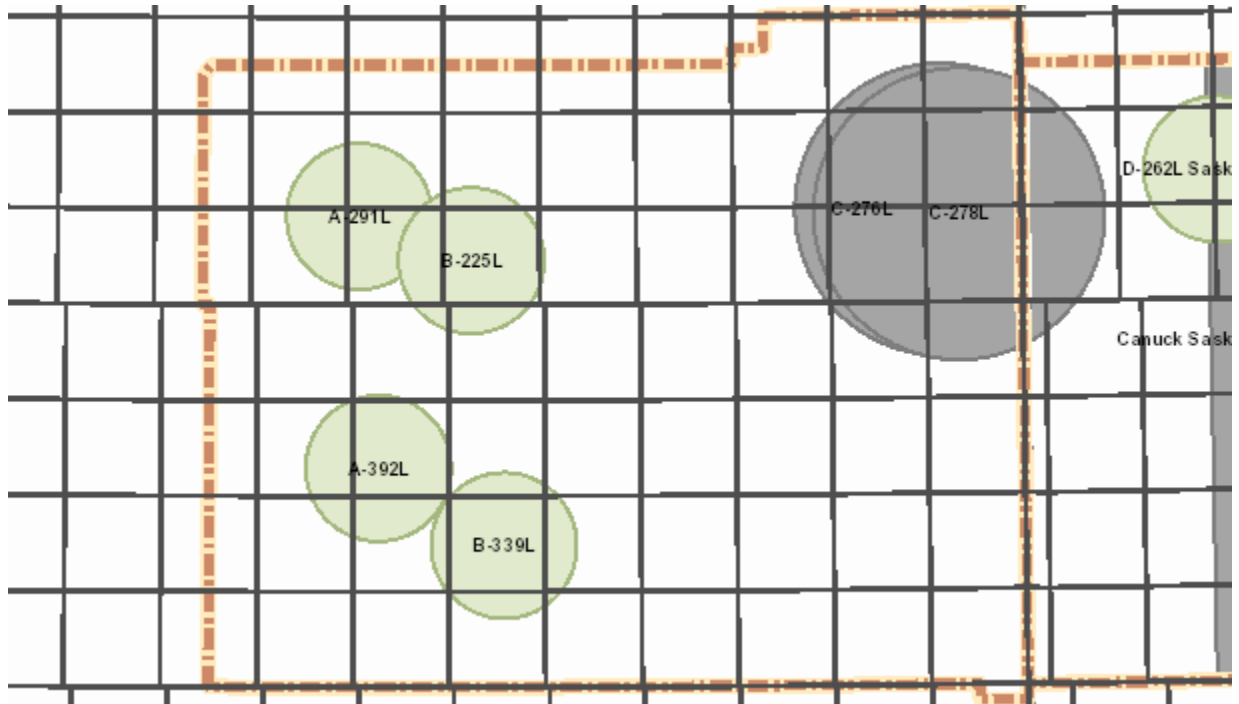 D-262L Sask
A-291L
C-276L
C-278L
B-225L
Canuck Sask
A-392L
B-339L